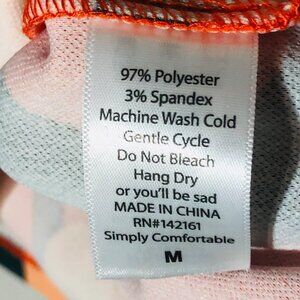 97% Polyester
3% Spandex
Machine Wash Cold
Gentle Cycle
Do Not Bleach
Hang Dry
or you'll be sad
MADE IN CHINA
RN#142161
Simply Comfortable
M